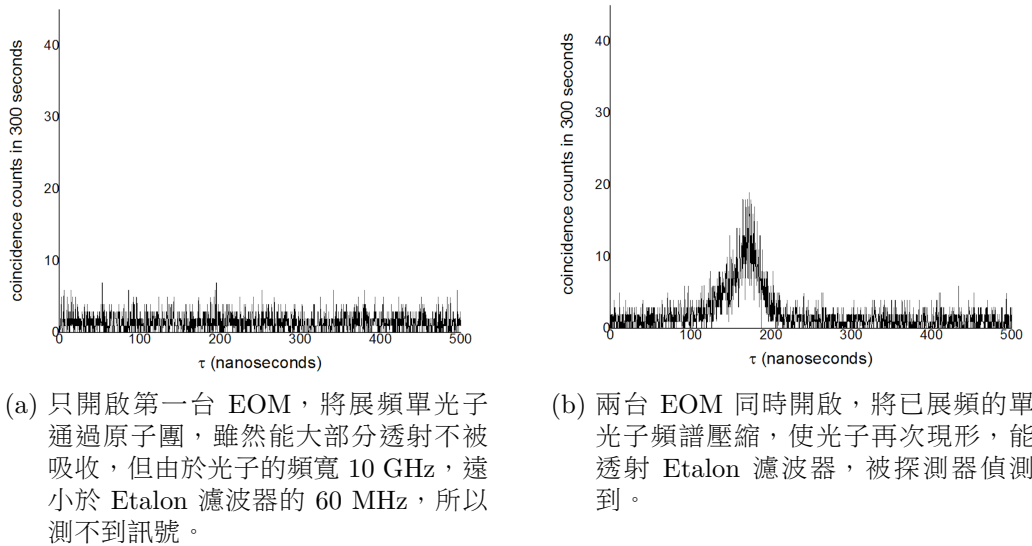 coincidence counts in 300 seconds
40
30
20
10
0
0
100
200
300
400
500
τ (nanoseconds)
coincidence counts in 300 seconds
40
30
20
10
0
0
100
200
300
400
500
τ (nanoseconds)
(a) 只開啟第一台 EOM，將展頻單光子
通過原子團，雖然能大部分透射不被
吸收，但由於光子的頻寬 10 GHz，遠
小於 Etalon 濾波器的 60 MHz，所以
測不到訊號。
(b) 兩台 EOM 同時開啟，將已展頻的單
光子頻譜壓縮，使光子再次現形，能
透射 Etalon 濾波器，被探測器偵測
到。